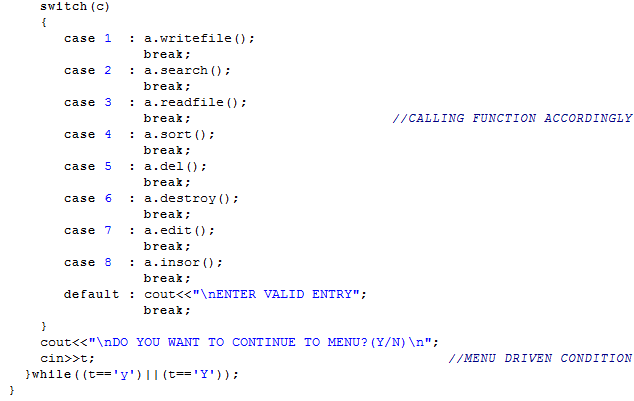 switch(c)
{
case 1 : a.writefile();
break;
case 2 : a.search();
break;
case 3 : a.readfile();
break; //CALLING FUNCTION ACCORDINGLY
case 4 : a.sort();
break;
case 5 : a.del();
break;
case 6 : a.destroy();
break;
case 7 : a.edit();
break;
case 8 : a.insor();
break;
default : cout<<"\nENTER VALID ENTRY";
break;
}
cout<<"\nDO YOU WANT TO CONTINUE TO MENU?(Y/N)\n";
cin>>t; //MENU DRIVEN CONDITION
}while((t=='y')||(t=='Y'));
}